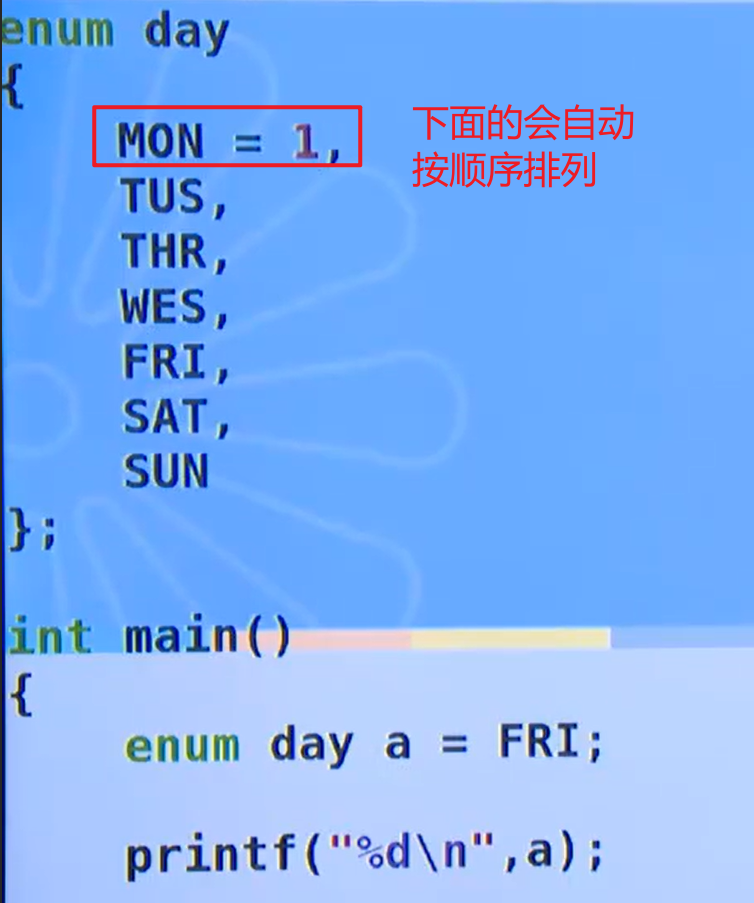 enum day
{
MON = 1,
下面的会自动
按顺序排列
TUS,
THR,
WES,
FRI,
SAT,
SUN
};
int main()
{
enum day a = FRI;
printf("%d\n",a);